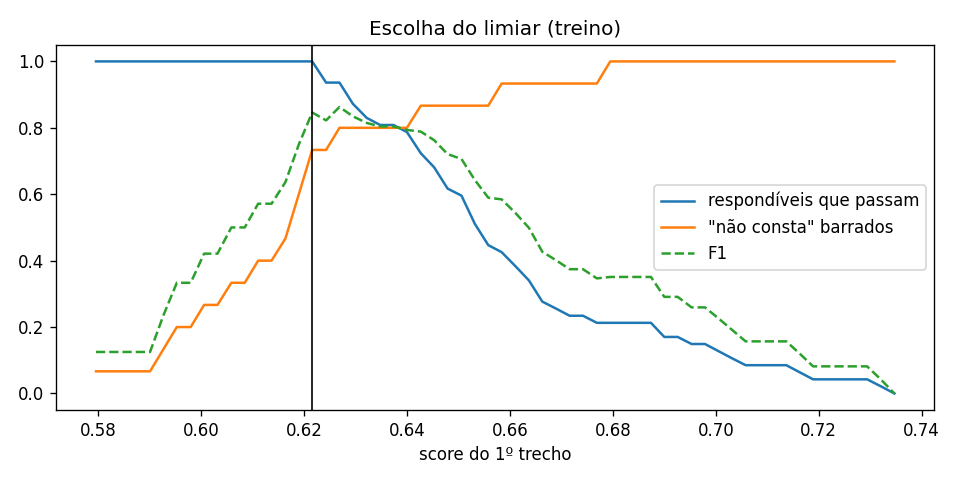 Escolha do limiar (treino)
1.0
0.8
0.6
0.4
0.2
0.0
respondíveis que passam
"não consta" barrados
F1
0.58 0.60 0.62 0.64 0.66 0.68 0.70 0.72 0.74
score do 1º trecho